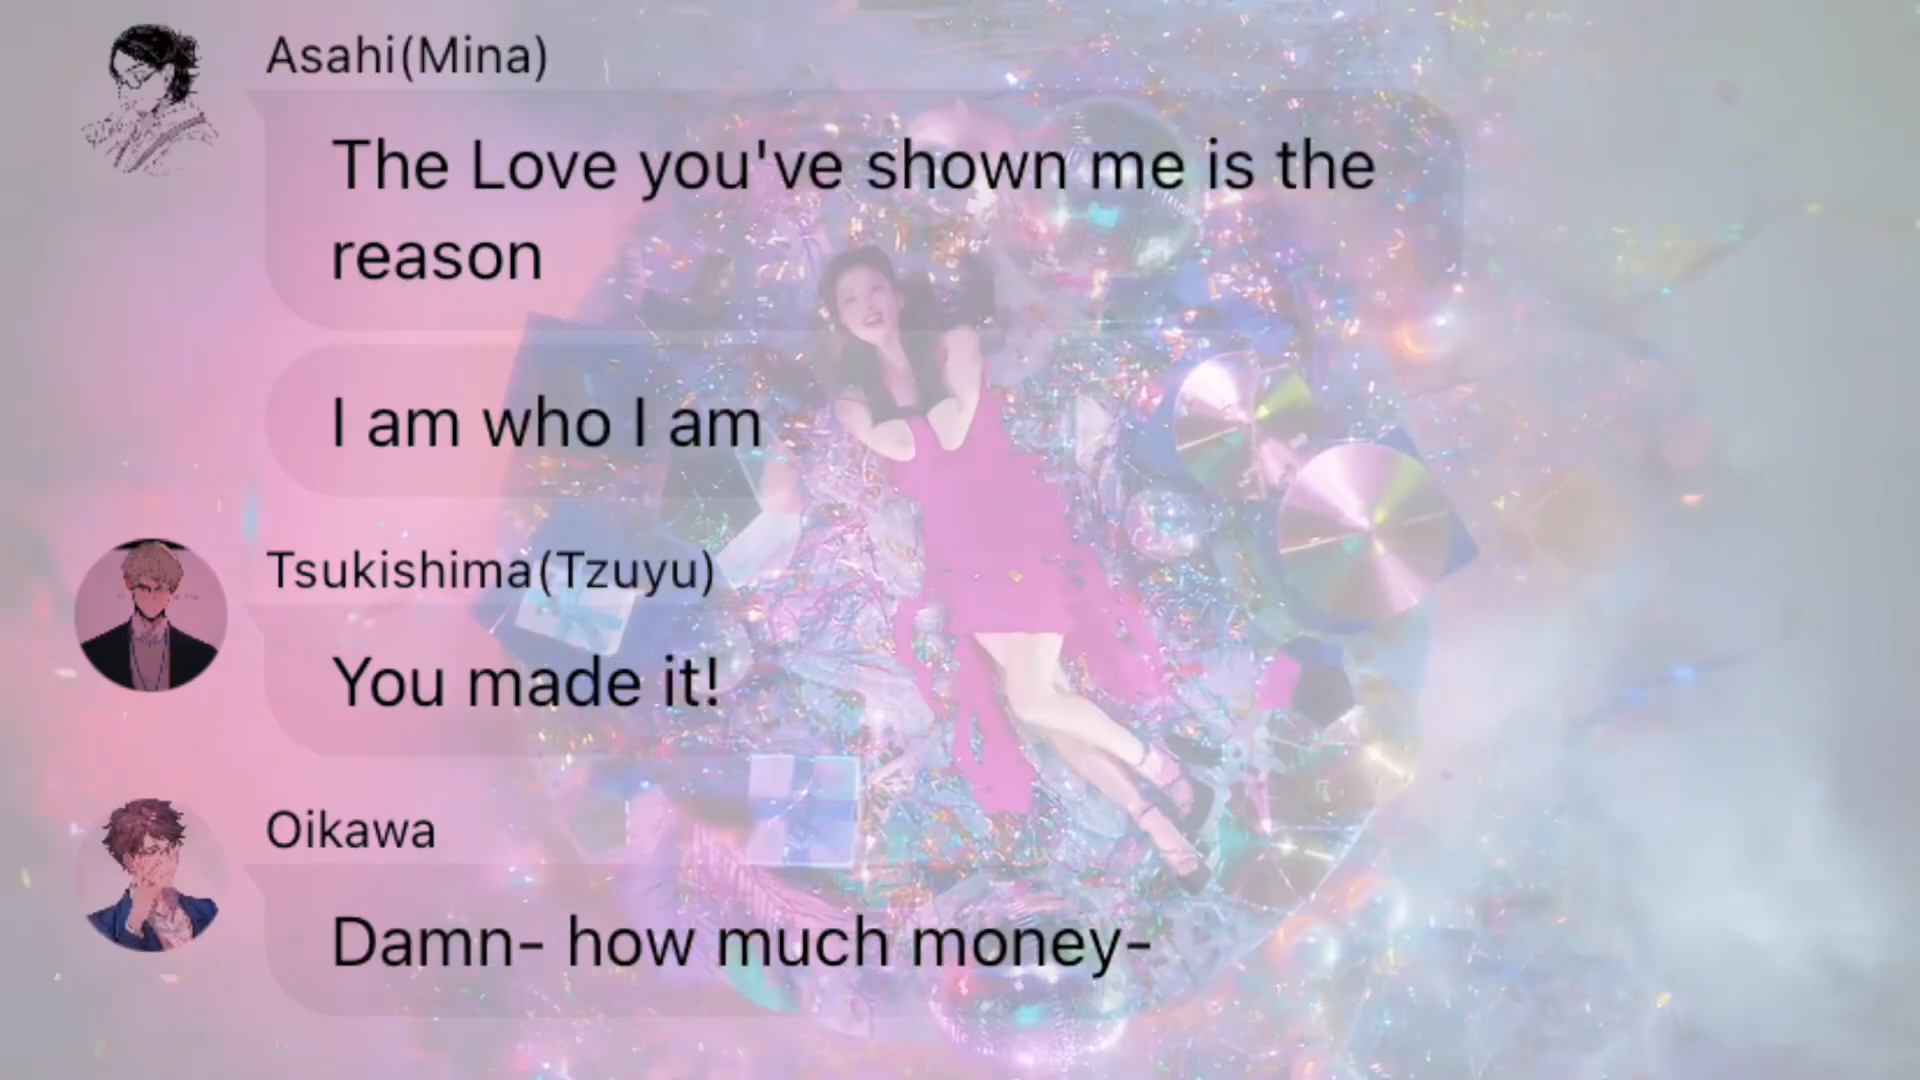 Asahi(Mina)
The Love you've shown me is the
reason
I am who I am
Tsukishima(Tzuyu)
You made it!
Oikawa
Damn- how much money-